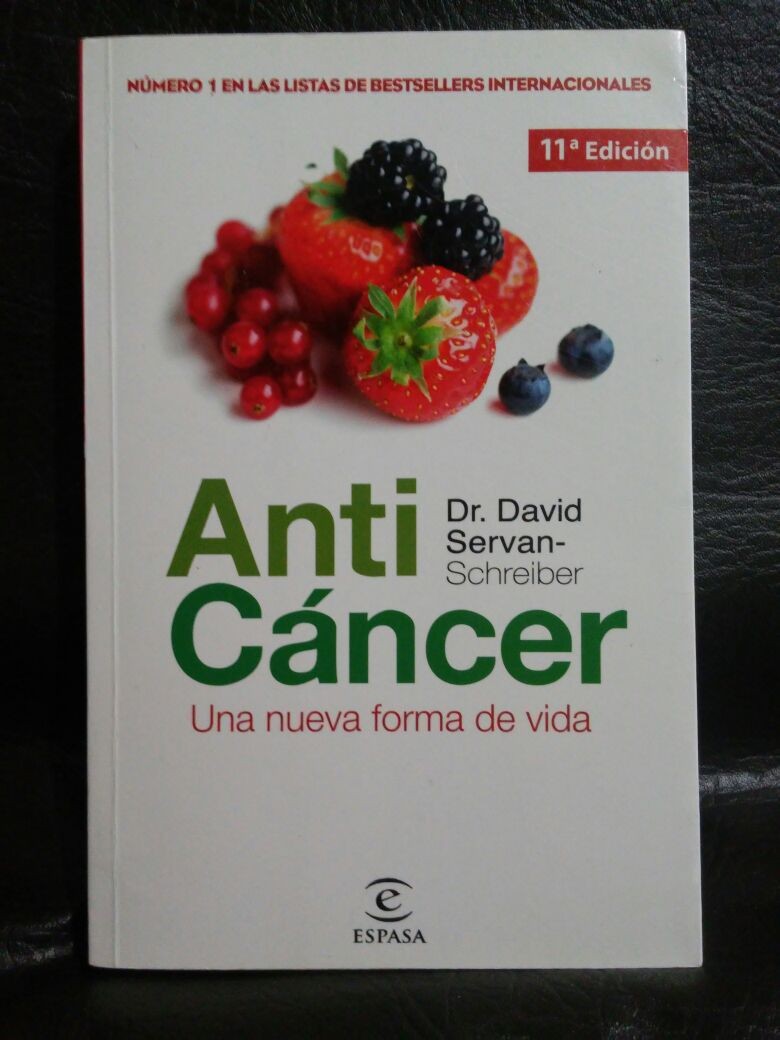 NÚMERO 1 EN LAS LISTAS DE BESTSELLERS INTERNACIONALES
11ª Edición
Anti
Dr. David
Servan-
Schreiber
Cáncer
Una nueva forma de vida
e
ESPASA